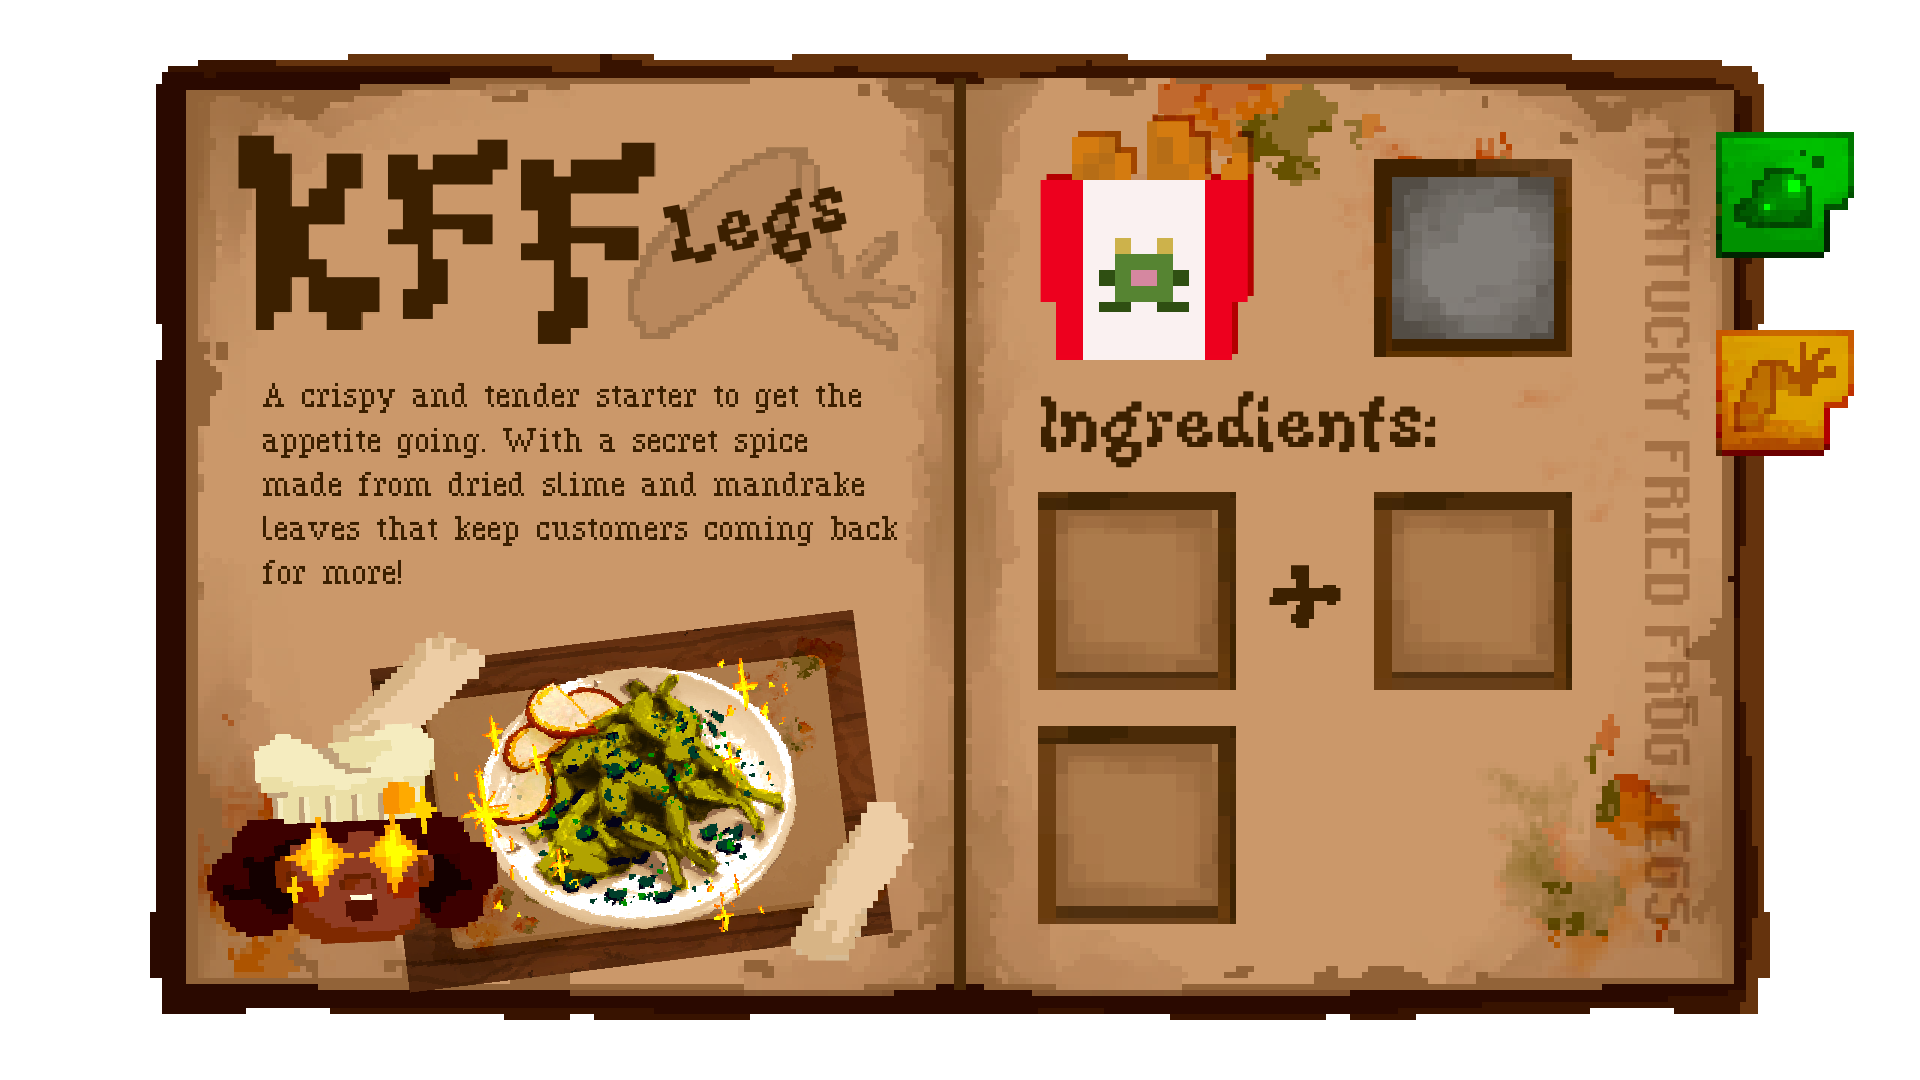 KFF Legs
A crispy and tender starter to get the
appetite going. With a secret spice
made from dried slime and mandrake
leaves that keep customers coming back
for more!
Ingredients:
+
KENTUCKY FRIED FROG LEGS